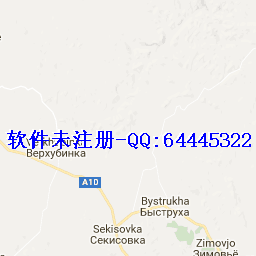 软件未注册-QQ:64445322
Верхубинка
A10
Bystrukha
Быструха
Sekisovka
Секисовка
Zimovjo
Зимовьё